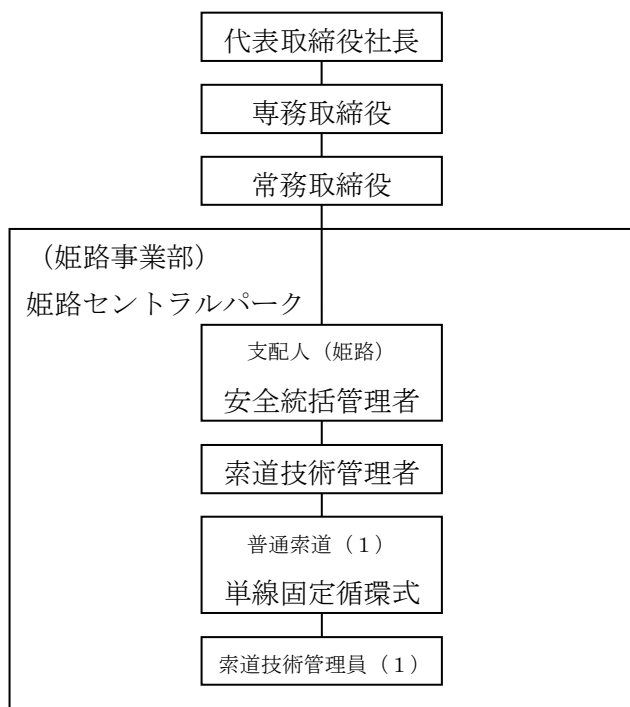 代表取締役社長
専務取締役
常務取締役
（姫路事業部）
姫路セントラルパーク
支配人（姫路）
安全統括管理者
索道技術管理者
普通索道（１）
単線固定循環式
索道技術管理員（１）